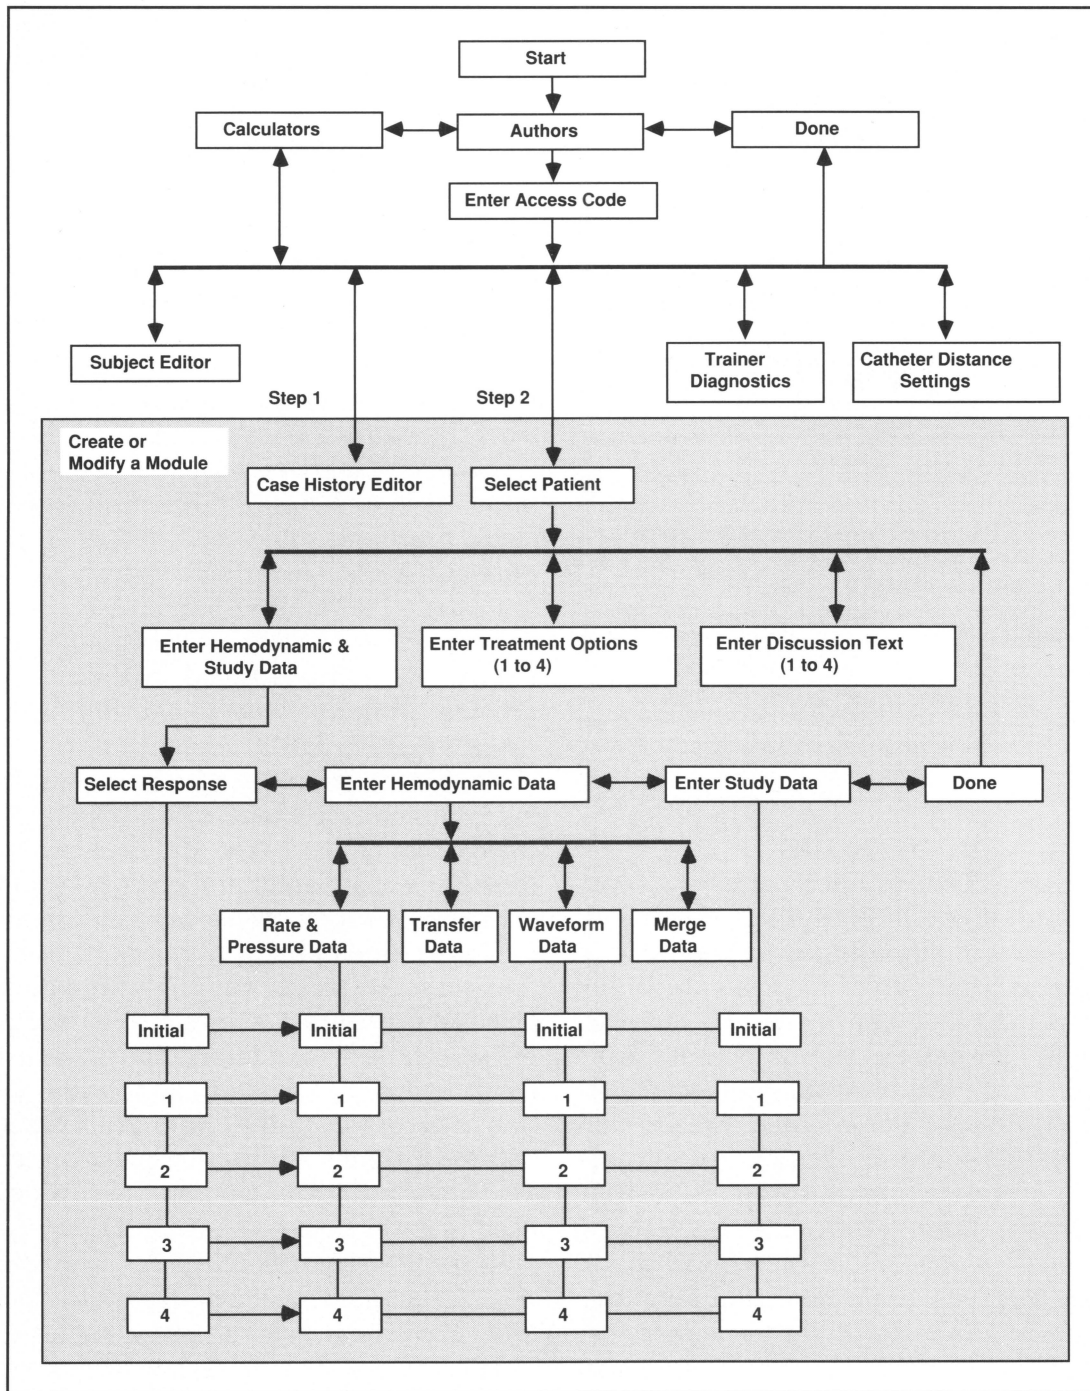 Start
Calculators
Authors
Done
Enter Access Code
Subject Editor
Trainer
Diagnostics
Catheter Distance
Settings
Step 1
Step 2
Create or
Modify a Module
Case History Editor
Select Patient
Enter Hemodynamic &
Study Data
Enter Treatment Options
(1 to 4)
Enter Discussion Text
(1 to 4)
Select Response
Enter Hemodynamic Data
Enter Study Data
Done
Rate &
Pressure Data
Transfer
Data
Waveform
Data
Merge
Data
Initial
Initial
Initial
Initial
1
1
1
1
2
2
2
2
3
3
3
3
4
4
4
4